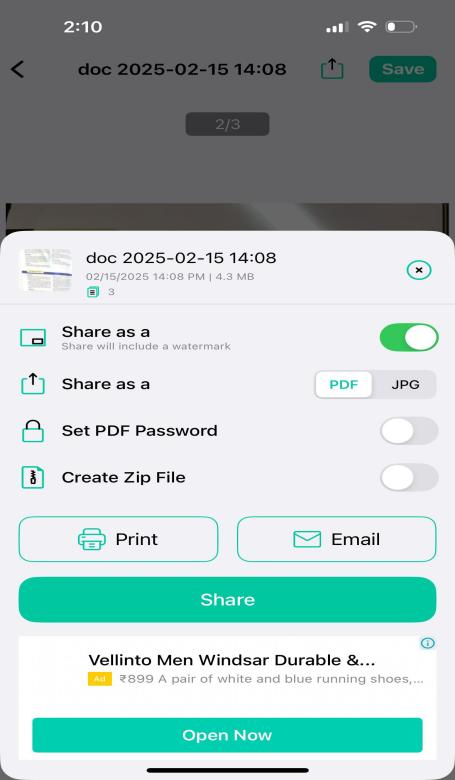 2:10
doc 2025-02-15 14:08
Save
2/3
doc 2025-02-15 14:08
02/15/2025 14:08 PM | 4.3 MB
3
Share as a
Share will include a watermark
Share as a
PDF
JPG
Set PDF Password
Create Zip File
Print
Email
Share
Vellinto Men Windsar Durable &...
Ad
₹899 A pair of white and blue running shoes,...
Open Now